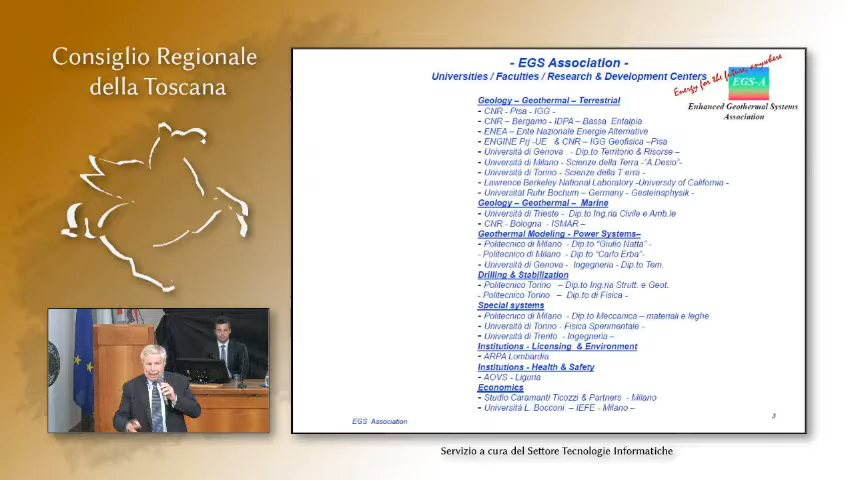 Consiglio Regionale
della Toscana
- EGS Association -
Universities / Faculties / Research & Development Centers
Energy for the future, anywhere
EGS-A
Enhanced Geothermal Systems
Association
Geology – Geothermal – Terrestrial
- CNR - Pisa - IGG -
- CNR – Bergamo - IDPA – Bassa Entalpia
- ENEA – Ente Nazionale Energie Alternative
- ENGINE Prj -UE & CNR – IGG Geofisica –Pisa
- Università di Genova - Dip.to Territorio & Risorse –
- Università di Milano - Scienze della Terra -"A.Desio"-
- Università di Torino - Scienze della T erra -
- Lawrence Berkeley National Laboratory -University of California -
- Universität Ruhr Bochum – Germany - Gesteinsphysik -
Geology – Geothermal – Marine
- Università di Trieste - Dip.to Ing.ria Civile e Amb.le
- CNR - Bologna - ISMAR –
Geothermal Modeling - Power Systems–
- Politecnico di Milano - Dip.to "Giulio Natta" -
- Politecnico di Milano - Dip.to "Carlo Erba"-
- Università di Genova - Ingegneria - Dip.to Tem.
Drilling & Stabilization
- Politecnico Torino – Dip.to Ing.ria Strutt. e Geot.
- Politecnico Torino – Dip.to di Fisica -
Special systems
- Politecnico di Milano - Dip.to Meccanica – materiali e leghe
- Università di Torino - Fisica Sperimentale -
- Università di Trento - Ingegneria –
Institutions - Licensing & Environment
- ARPA Lombardia
Institutions - Health & Safety
- AOVS - Liguria
Economics
- Studio Caramanti Ticozzi & Partners - Milano
- Università L. Bocconi – IEFE - Milano –
EGS Association
3
Servizio a cura del Settore Tecnologie Informatiche